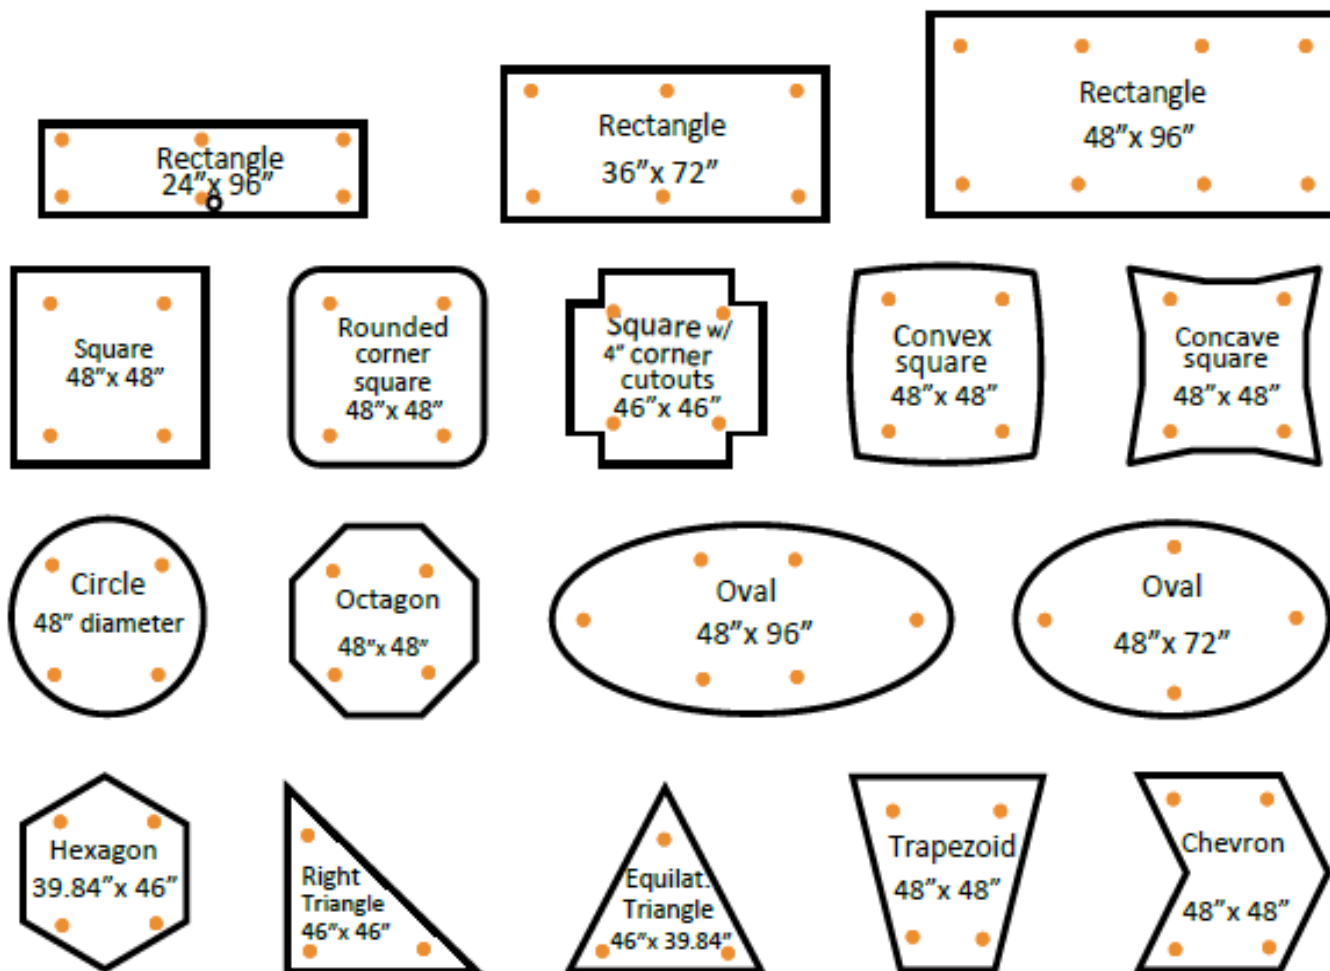 Rectangle
24”x 96”
Rectangle
36”x 72”
Rectangle
48”x 96”
Square
48”x 48”
Rounded
corner
square
48”x 48”
Square w/
4” corner
cutouts
46”x 46”
Convex
square
48”x 48”
Concave
square
48”x 48”
Circle
48” diameter
Octagon
48”x 48”
Oval
48”x 96”
Oval
48”x 72”
Hexagon
39.84”x 46”
Right
Triangle
46”x 46”
Equilat.
Triangle
46”x 39.84”
Trapezoid
48”x 48”
Chevron
48”x 48”